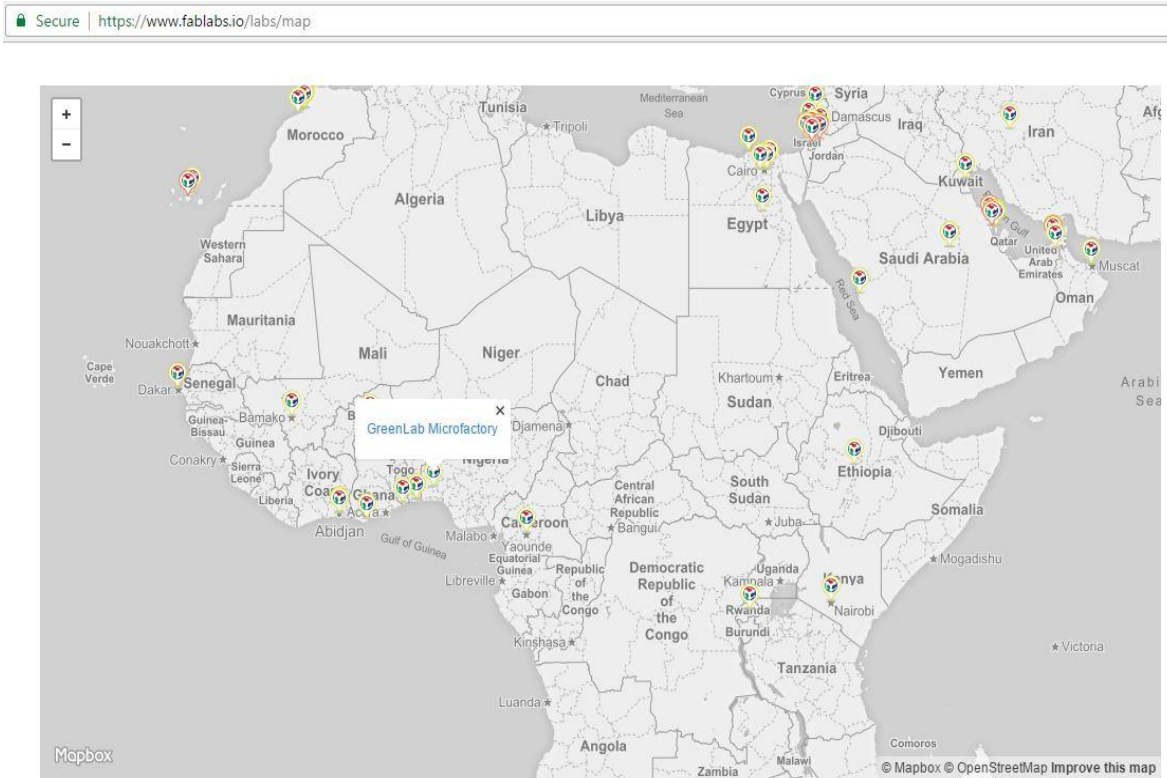 Secure | https://www.fablabs.io/labs/map
+
−
Cyprus
Syria
Mediterranean
Sea
Tunisia
Tripoli
Morocco
Damascus
Iraq
Iran
Israel
Jordan
Cairo
Kuwait
Algeria
Libya
Egypt
Western
Sahara
Qatar
United
Arab
Emirates
Muscat
Saudi Arabia
Red Sea
Oman
Mauritania
Nouakchott
Mali
Niger
Chad
Khartoum
Eritrea
Yemen
Cape
Verde
Dakar
Senegal
Sudan
Bamako
×
GreenLab Microfactory
Djamena
Djibouti
Guinea-
Bissau
Guinea
Conakry
Sierra
Leone
Ivory
Togo
Nigeria
Ethiopia
Liberia
Ghana
Accra
Abidjan
Gulf of Guinea
Central
African
Republic
Bangui
South
Sudan
Juba
Somalia
Cameroon
Malabo
Yaounde
Equatorial
Guinea
Mogadishu
Libreville
Gabon
Republic
of
the
Congo
Democratic
Republic
of
the
Congo
Uganda
Kampala
Kenya
Nairobi
Rwanda
Burundi
Kinshasa
Victoria
Tanzania
Luanda
Angola
Zambia
Malawi
Comoros
Mapbox
© Mapbox © OpenStreetMap Improve this map